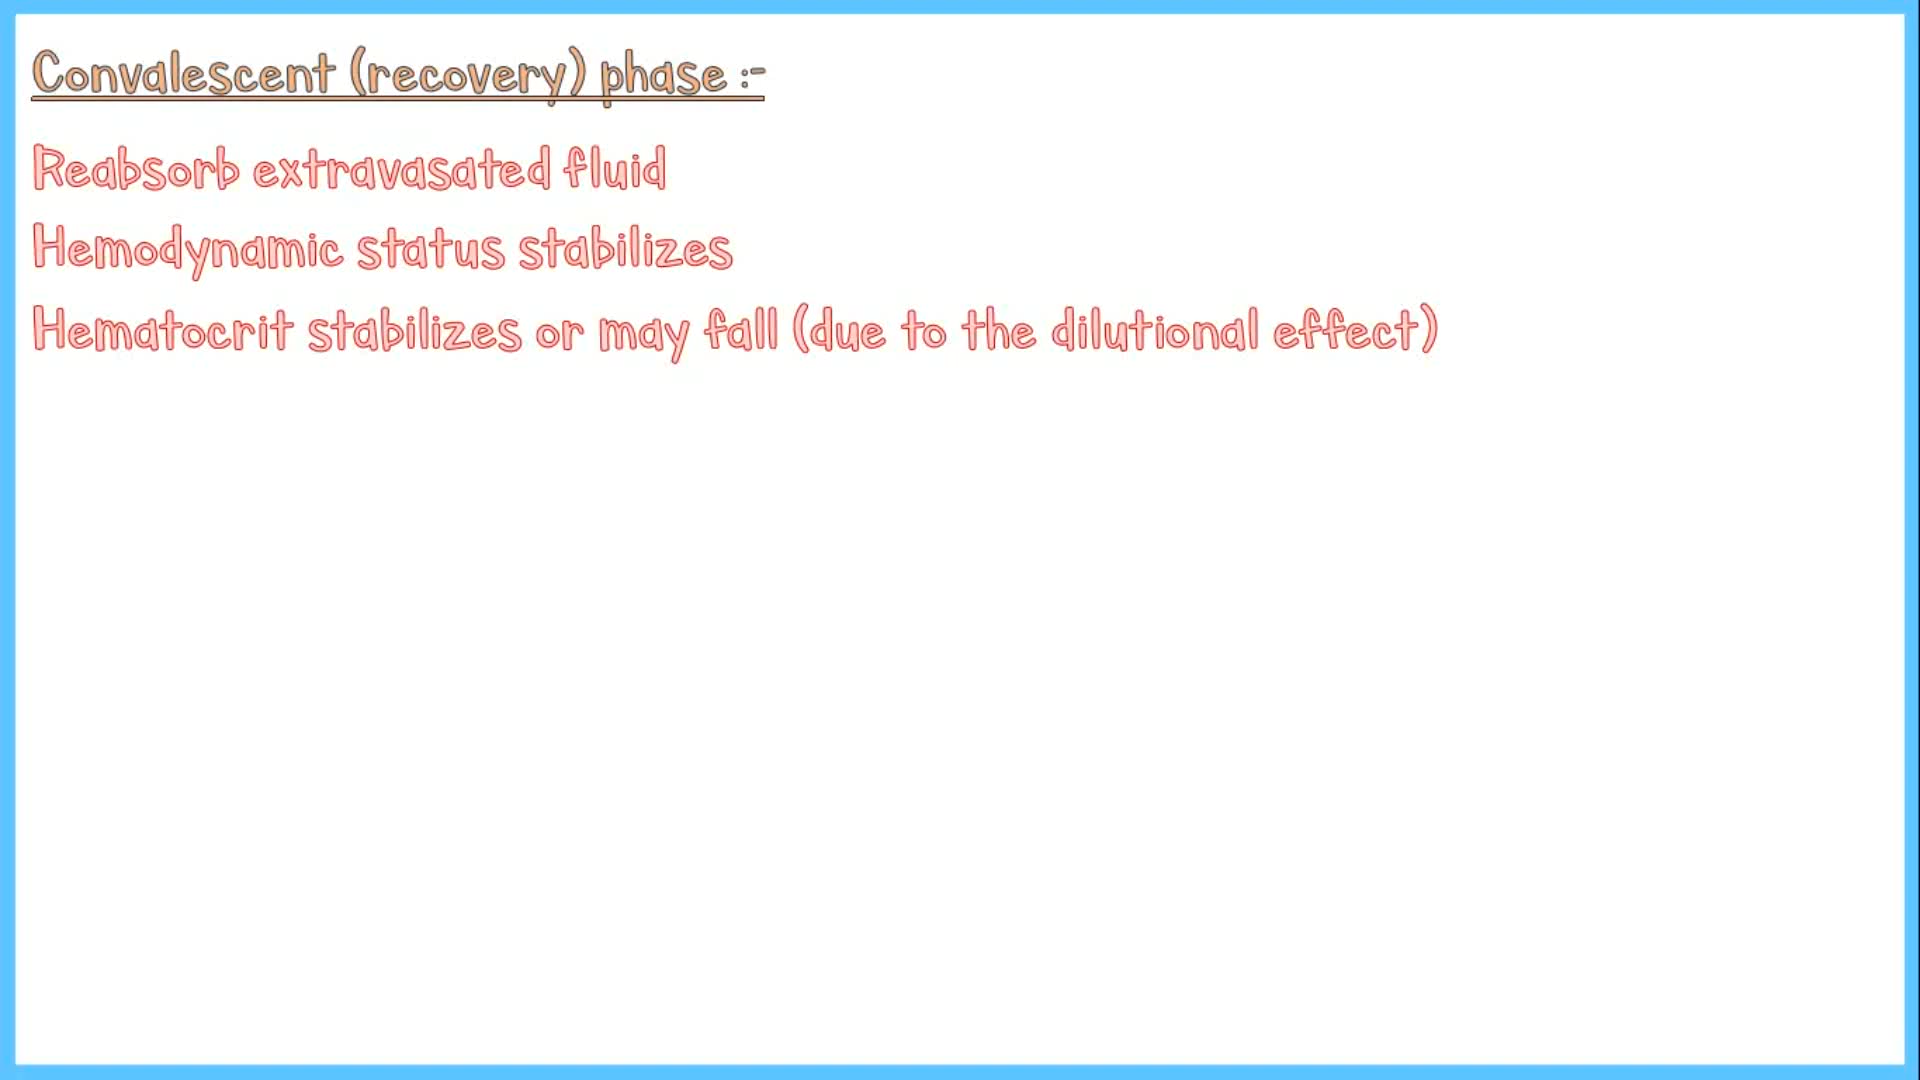 Convalescent (recovery) phase :-
Reabsorb extravasated fluid
Hemodynamic status stabilizes
Hematocrit stabilizes or may fall (due to the dilutional effect)